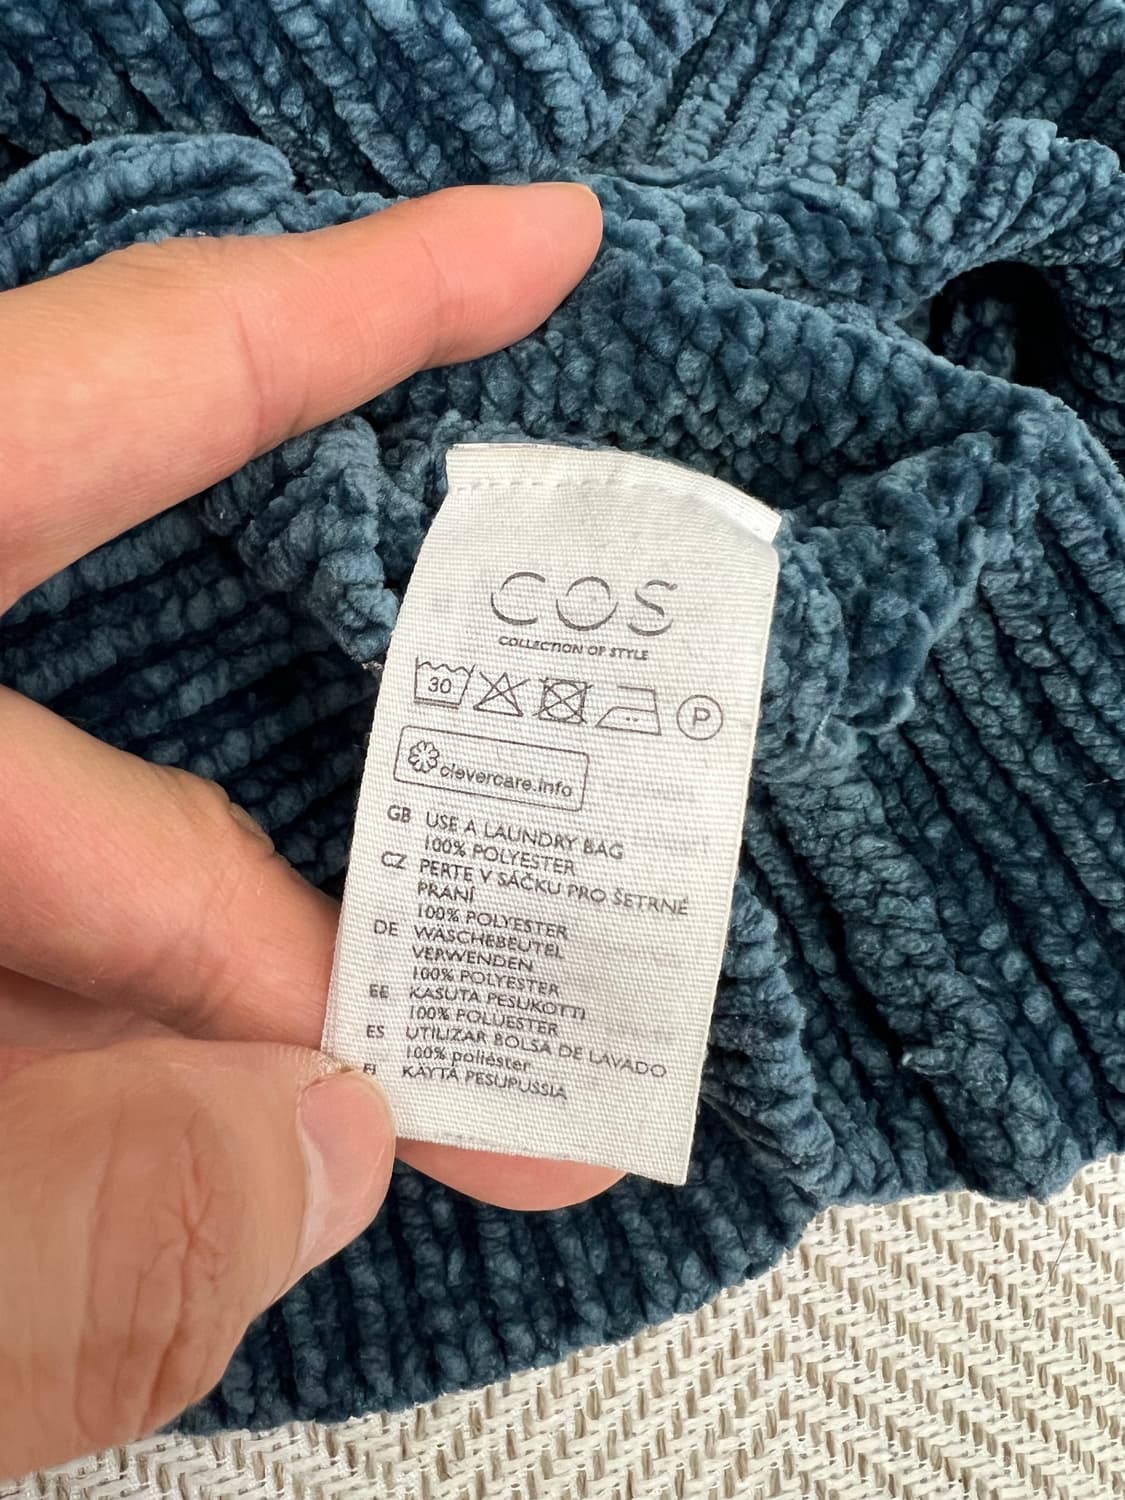 COS
COLLECTION OF STYLE
30
P
clevercare.info
GB USE A LAUNDRY BAG
100% POLYESTER
CZ PERTE V SÁČKU PRO ŠETRNÉ
PRANÍ
100% POLYESTER
DE WASCHEBEUTEL
VERWENDEN
100% POLYESTER
EE KASUTA PESUKOTTI
100% POLUESTER
ES UTILIZAR BOLSA DE LAVADO
100% poliéster
FI KÄYTÄ PESUPUSSIA